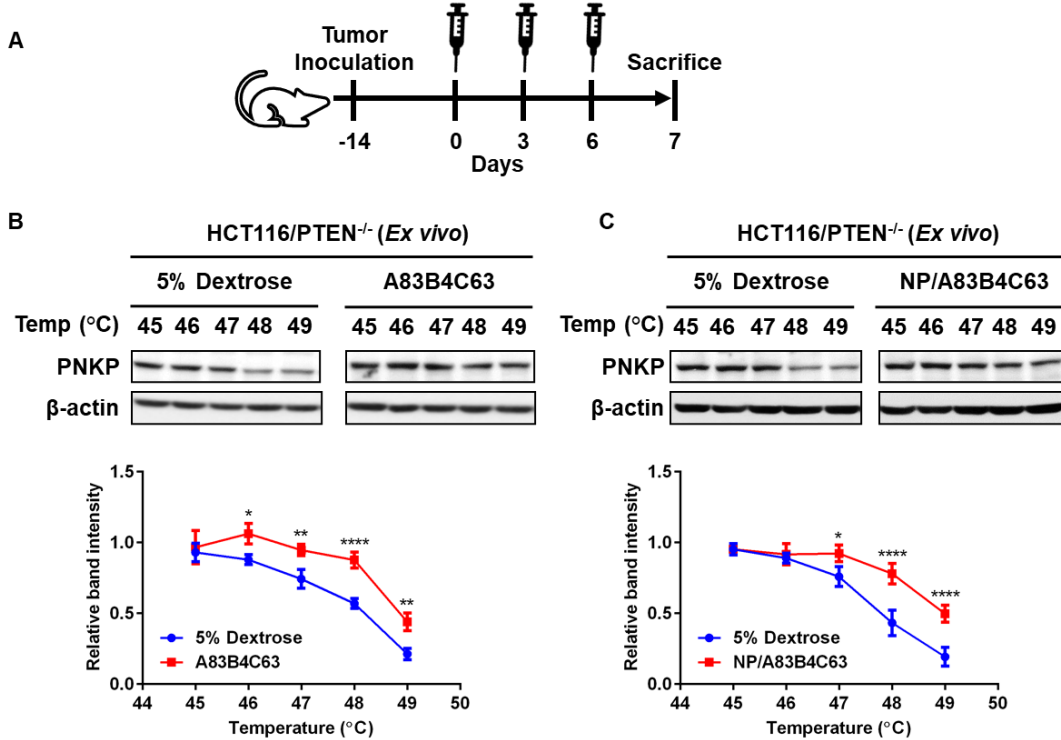 A
Tumor
Inoculation
Sacrifice
-14 0 3 6 7
Days
B
HCT116/PTEN-/- (Ex vivo)
5% Dextrose A83B4C63
Temp (°C) 45 46 47 48 49 45 46 47 48 49
PNKP
β-actin
Relative band intensity
1.5
1.0
0.5
0.0
* ** **** **
5% Dextrose
A83B4C63
44 45 46 47 48 49 50
Temperature (°C)
C
HCT116/PTEN-/- (Ex vivo)
5% Dextrose NP/A83B4C63
Temp (°C) 45 46 47 48 49 45 46 47 48 49
PNKP
β-actin
Relative band intensity
1.5
1.0
0.5
0.0
* **** ****
5% Dextrose
NP/A83B4C63
44 45 46 47 48 49 50
Temperature (°C)